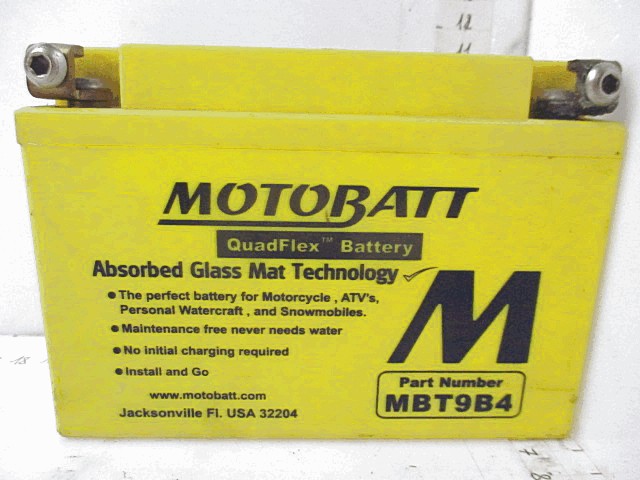 12
11
MOTOBATT
QuadFlex™ Battery
Absorbed Glass Mat Technology
M
• The perfect battery for Motorcycle , ATV's,
Personal Watercraft , and Snowmobiles.
• Maintenance free never needs water
• No initial charging required
• Install and Go
www.motobatt.com
Jacksonville Fl. USA 32204
Part Number
MBT9B4